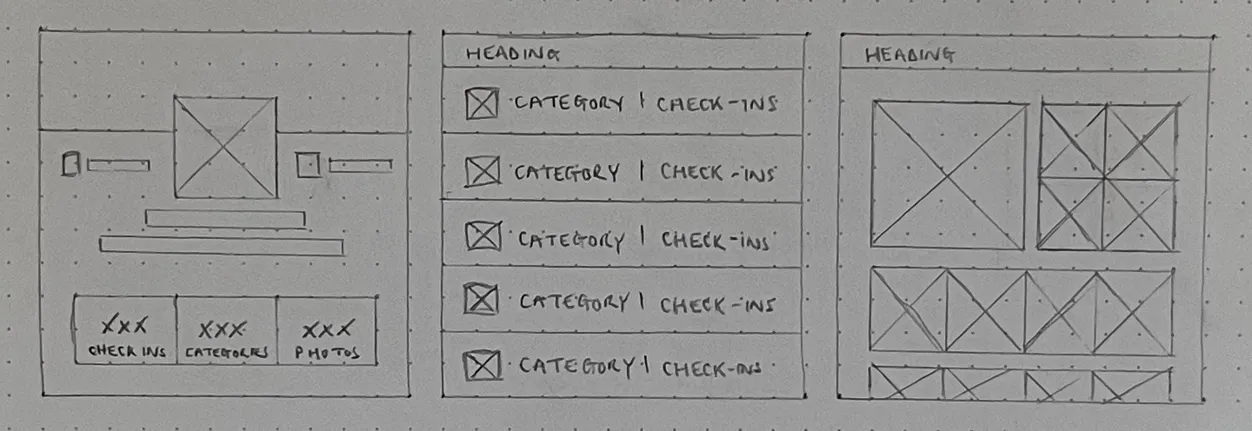 XXX XXX XXX
CHECK INS CATEGORIES PHOTOS
HEADING
CATEGORY | CHECK-INS
CATEGORY | CHECK-INS
CATEGORY | CHECK-INS
CATEGORY | CHECK-INS
CATEGORY | CHECK-INS
HEADING